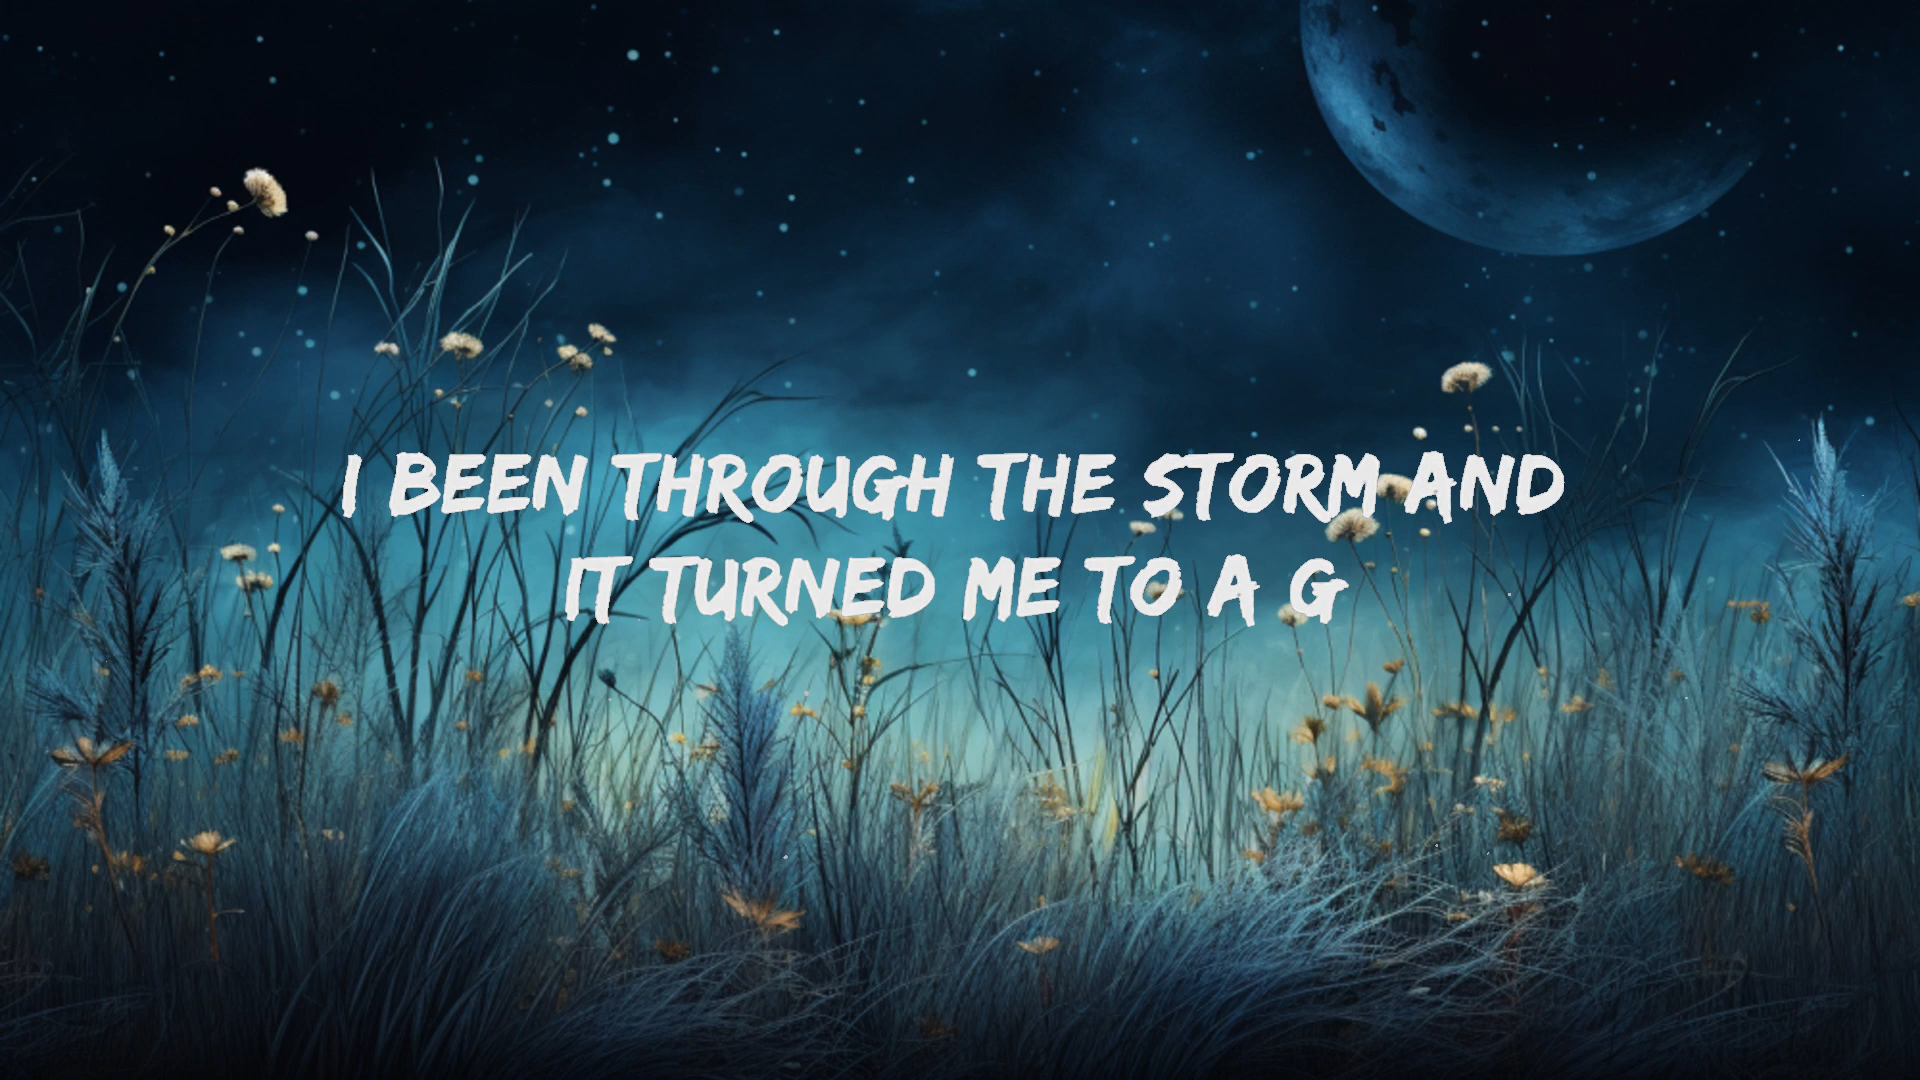 I BEEN THROUGH THE STORM AND
IT TURNED ME TO A G